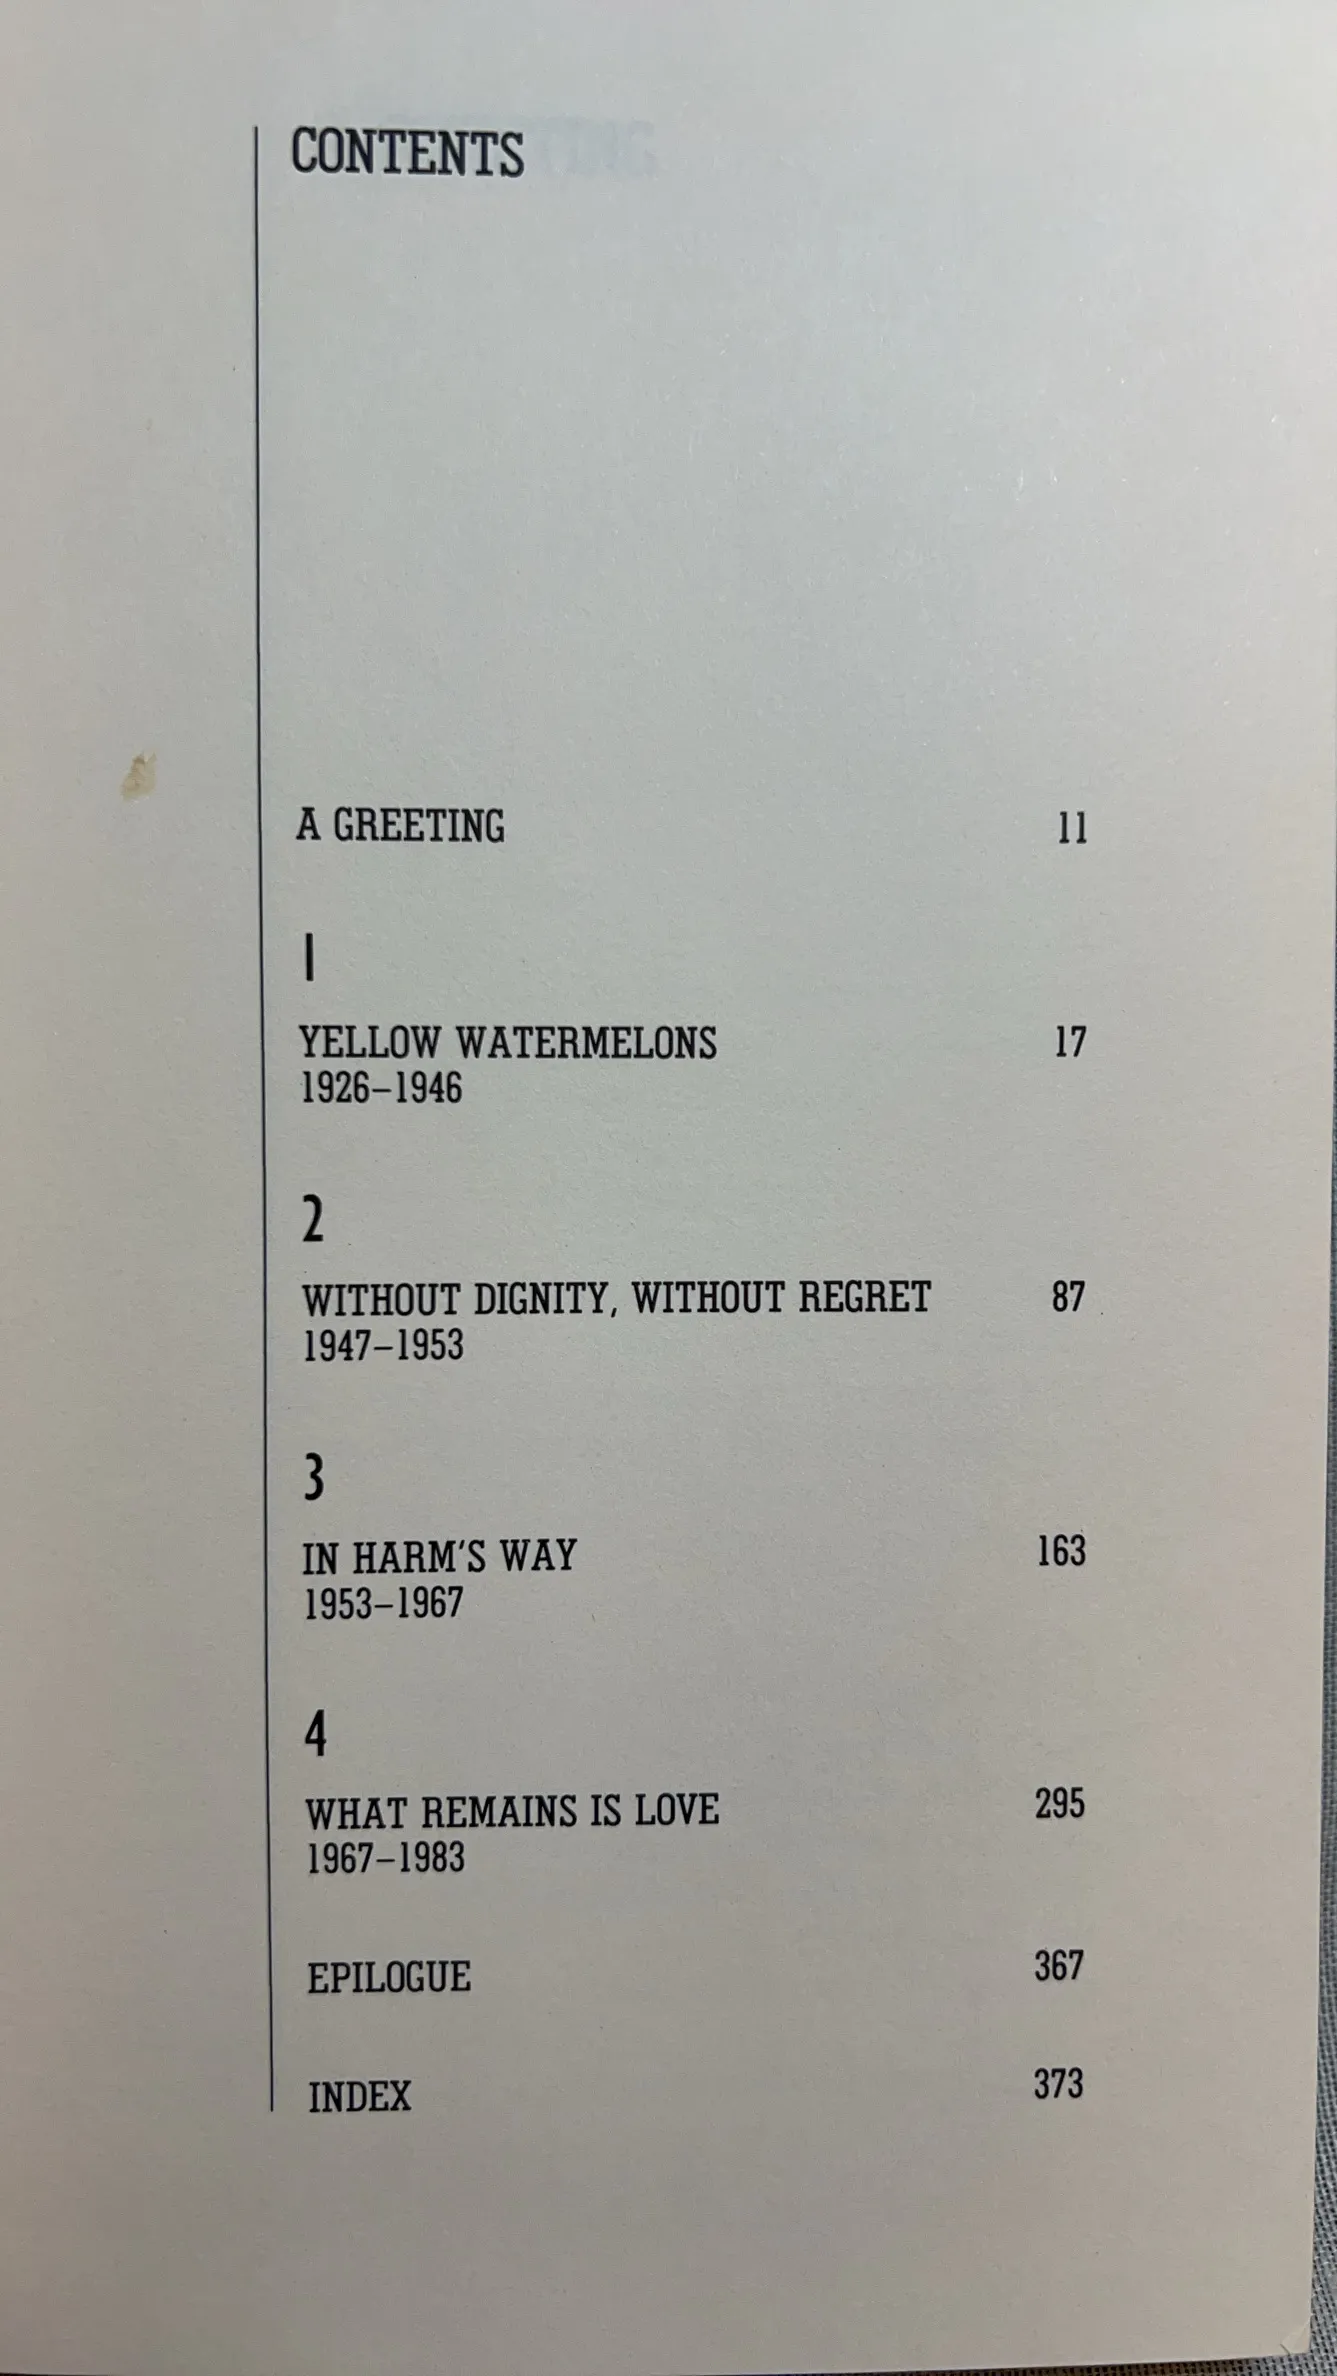 CONTENTS
A GREETING 11
1
YELLOW WATERMELONS 17
1926–1946
2
WITHOUT DIGNITY, WITHOUT REGRET 87
1947–1953
3
IN HARM'S WAY 163
1953–1967
4
WHAT REMAINS IS LOVE 295
1967–1983
EPILOGUE 367
INDEX 373